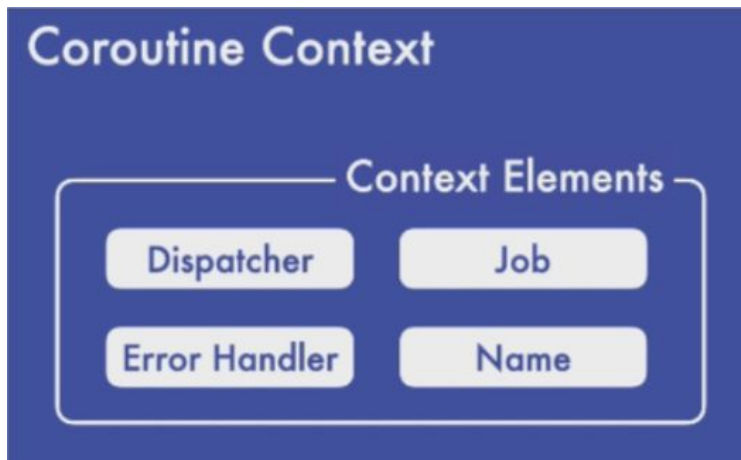 Coroutine Context
Context Elements
Dispatcher
Job
Error Handler
Name